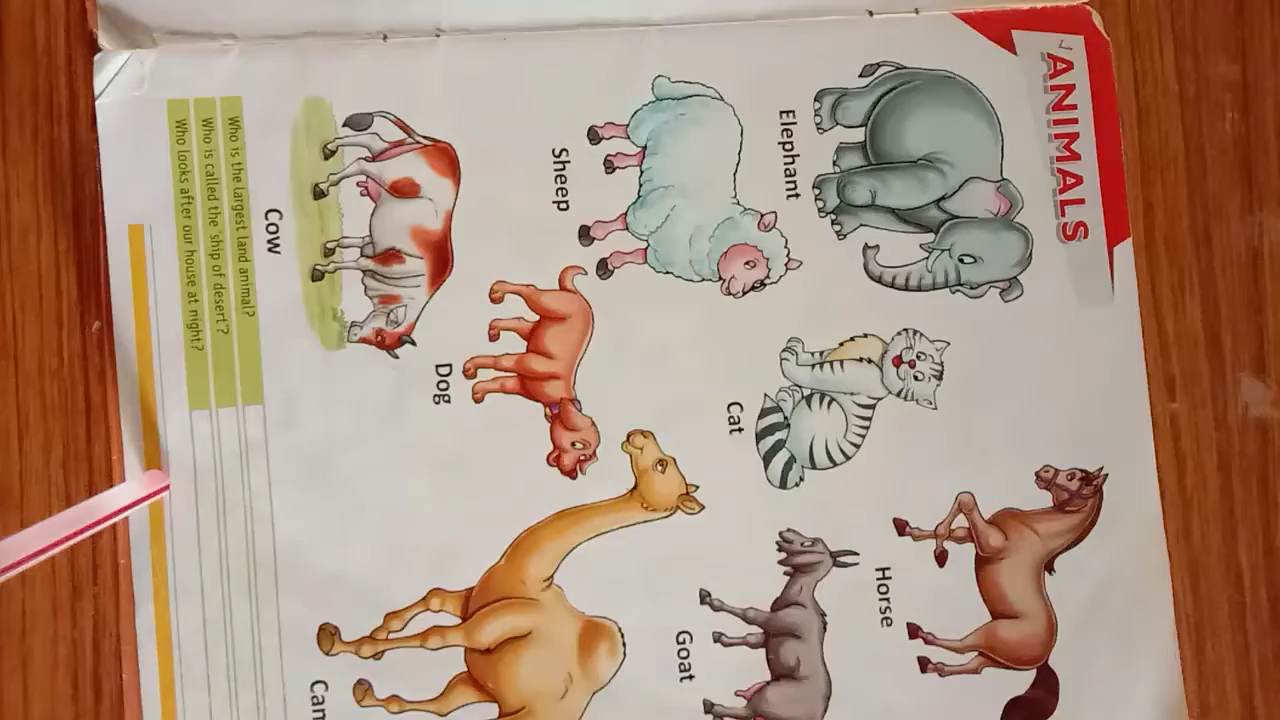 ANIMALS
Elephant
Cat
Horse
Sheep
Goat
Dog
Cow
Who is the largest land animal?
Who is called the 'ship of desert'?
Who looks after our house at night?